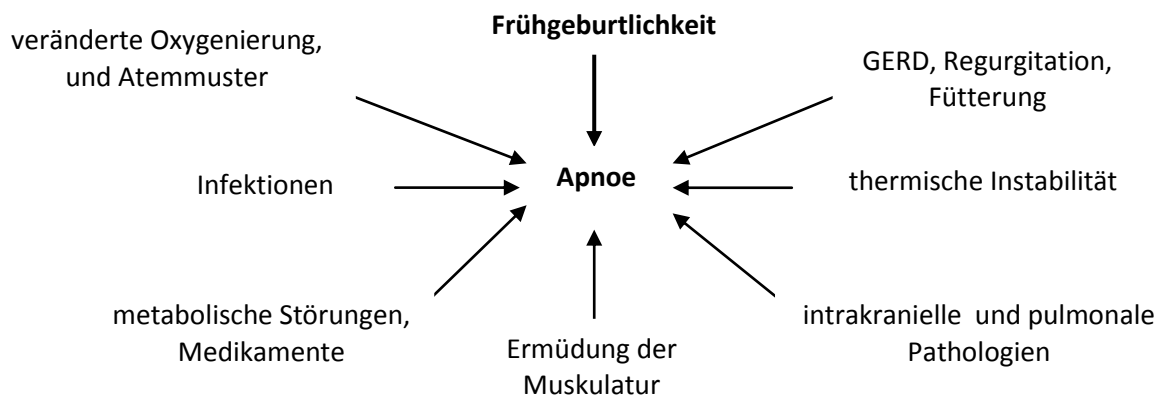 Frühgeburtlichkeit
veränderte Oxygenierung,
und Atemmuster
GERD, Regurgitation,
Fütterung
Infektionen
Apnoe
thermische Instabilität
metabolische Störungen,
Medikamente
Ermüdung der
Muskulatur
intrakranielle und pulmonale
Pathologien